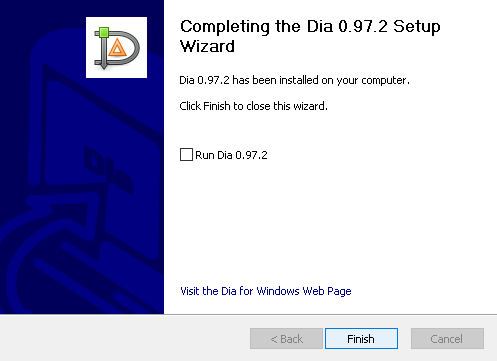 Completing the Dia 0.97.2 Setup
Wizard
Dia 0.97.2 has been installed on your computer.
Click Finish to close this wizard.
Run Dia 0.97.2
Dia
Visit the Dia for Windows Web Page
< Back
Finish
Cancel